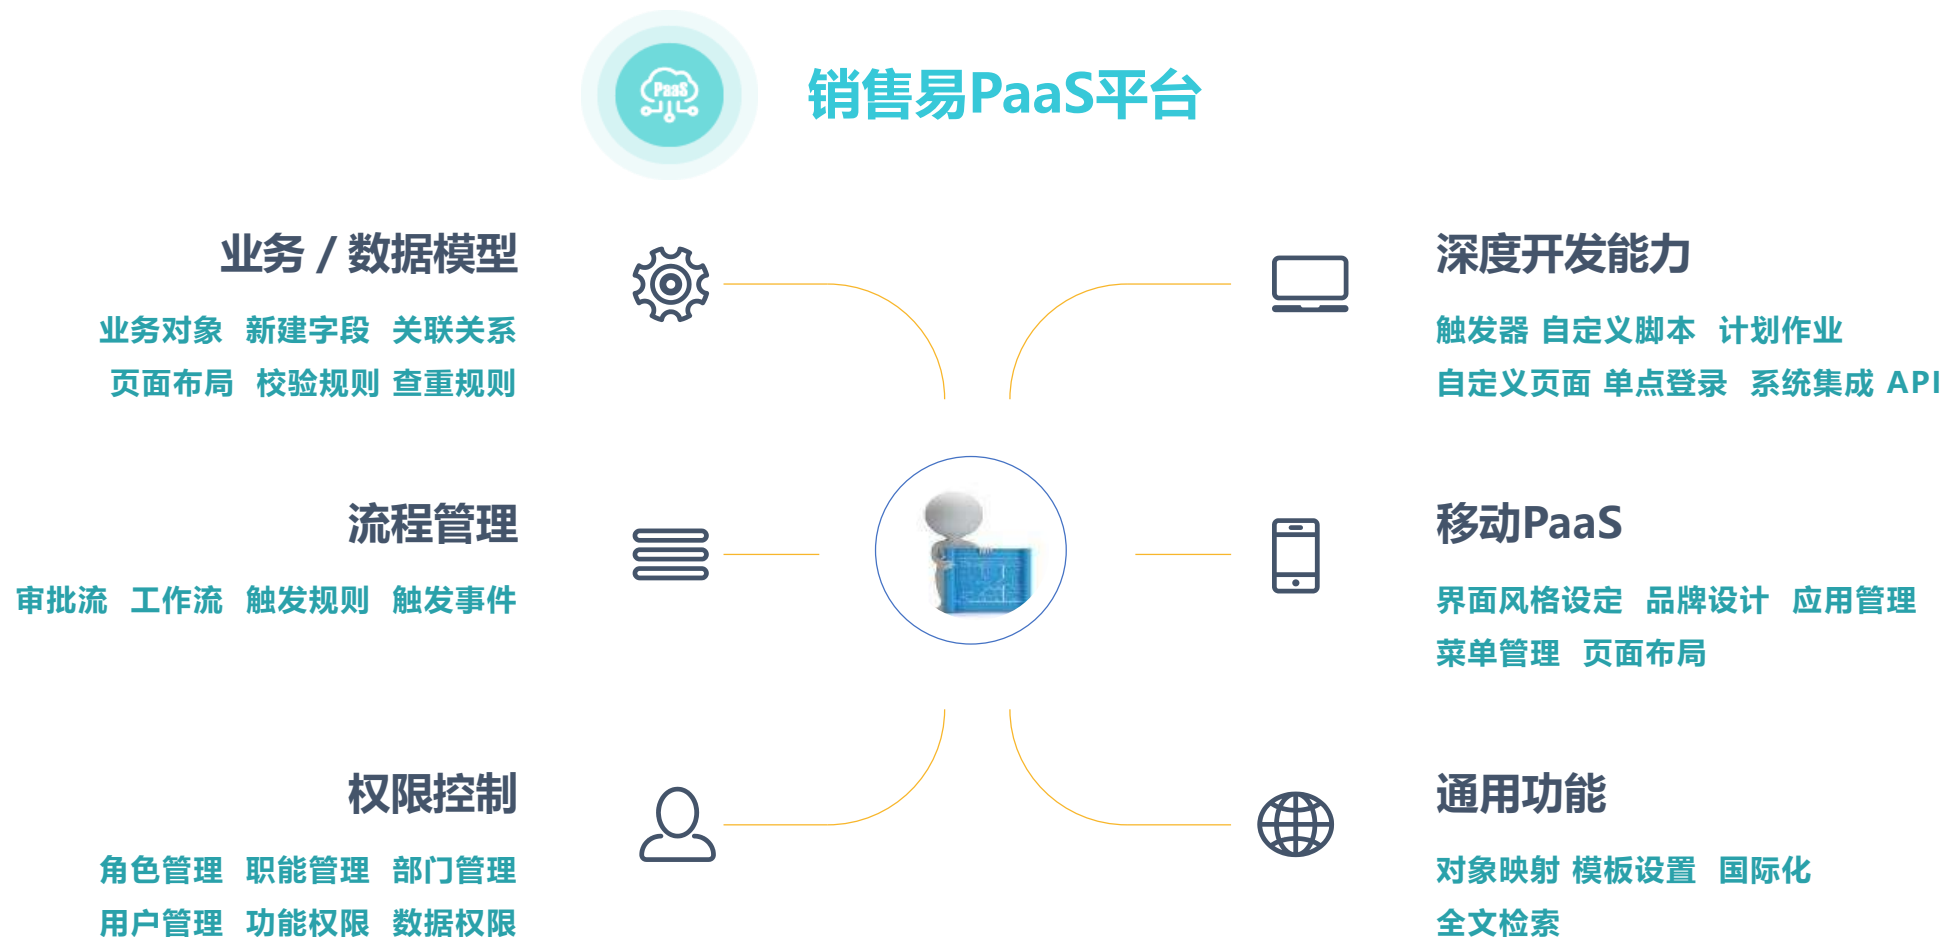 PaaS
销售易PaaS平台
业务 / 数据模型
业务对象 新建字段 关联关系
页面布局 校验规则 查重规则
流程管理
审批流 工作流 触发规则 触发事件
权限控制
角色管理 职能管理 部门管理
用户管理 功能权限 数据权限
深度开发能力
触发器 自定义脚本 计划作业
自定义页面 单点登录 系统集成 API
移动PaaS
界面风格设定 品牌设计 应用管理
菜单管理 页面布局
通用功能
对象映射 模板设置 国际化
全文检索